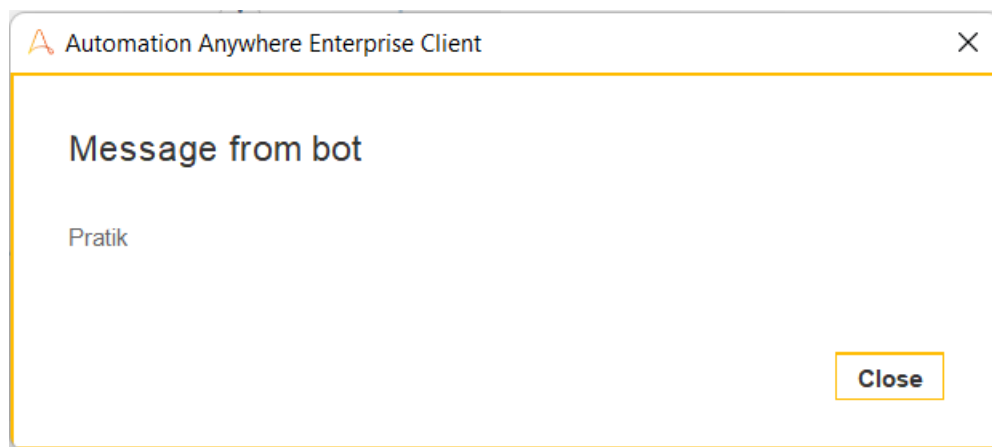 Automation Anywhere Enterprise Client
Message from bot
Pratik
Close